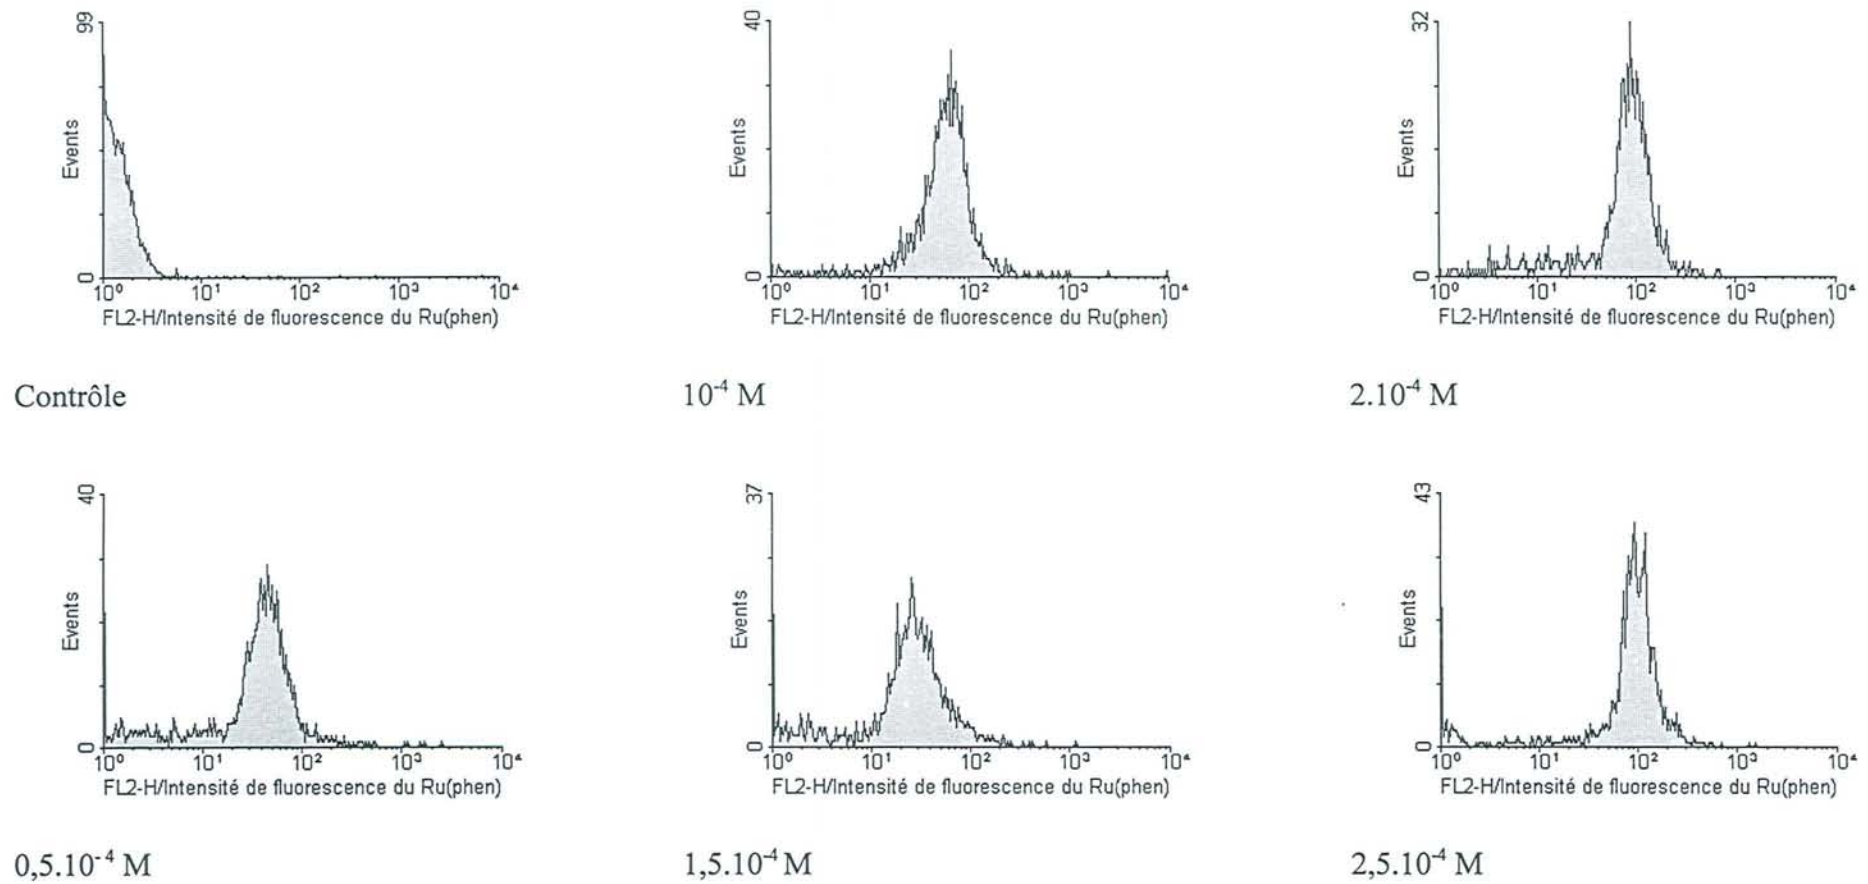 99
Events
0
10⁰ 10¹ 10² 10³ 10⁴
FL2-H/Intensité de fluorescence du Ru(phen)
Contrôle
40
Events
0
10⁰ 10¹ 10² 10³ 10⁴
FL2-H/Intensité de fluorescence du Ru(phen)
10⁻⁴ M
32
Events
0
10⁰ 10¹ 10² 10³ 10⁴
FL2-H/Intensité de fluorescence du Ru(phen)
2.10⁻⁴ M
40
Events
0
10⁰ 10¹ 10² 10³ 10⁴
FL2-H/Intensité de fluorescence du Ru(phen)
0,5.10⁻⁴ M
37
Events
0
10⁰ 10¹ 10² 10³ 10⁴
FL2-H/Intensité de fluorescence du Ru(phen)
1,5.10⁻⁴ M
43
Events
0
10⁰ 10¹ 10² 10³ 10⁴
FL2-H/Intensité de fluorescence du Ru(phen)
2,5.10⁻⁴ M